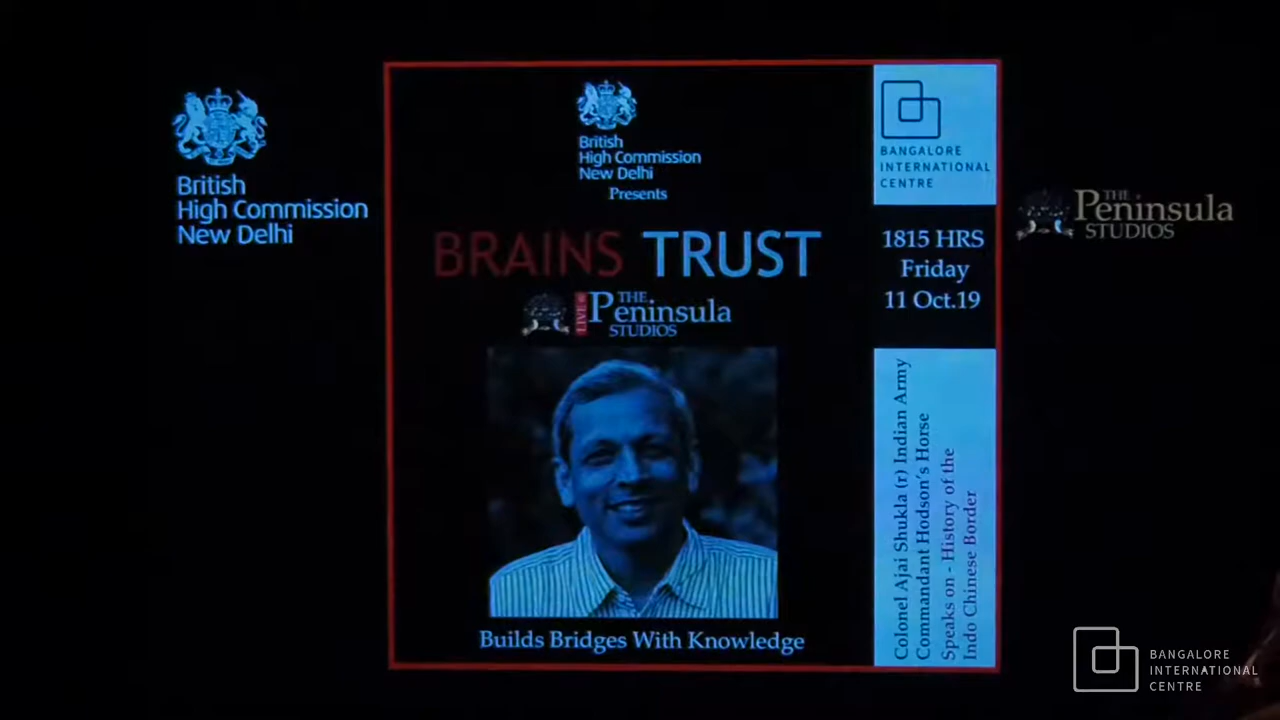 British
High Commission
New Delhi
British
High Commission
New Delhi
Presents
BRAINS TRUST
LIVE@
THE
Peninsula
STUDIOS
Builds Bridges With Knowledge
BANGALORE
INTERNATIONAL
CENTRE
1815 HRS
Friday
11 Oct.19
Colonel Ajai Shukla (r) Indian Army
Commandant Hodson's Horse
Speaks on - History of the
Indo Chinese Border
THE
Peninsula
STUDIOS
BANGALORE
INTERNATIONAL
CENTRE